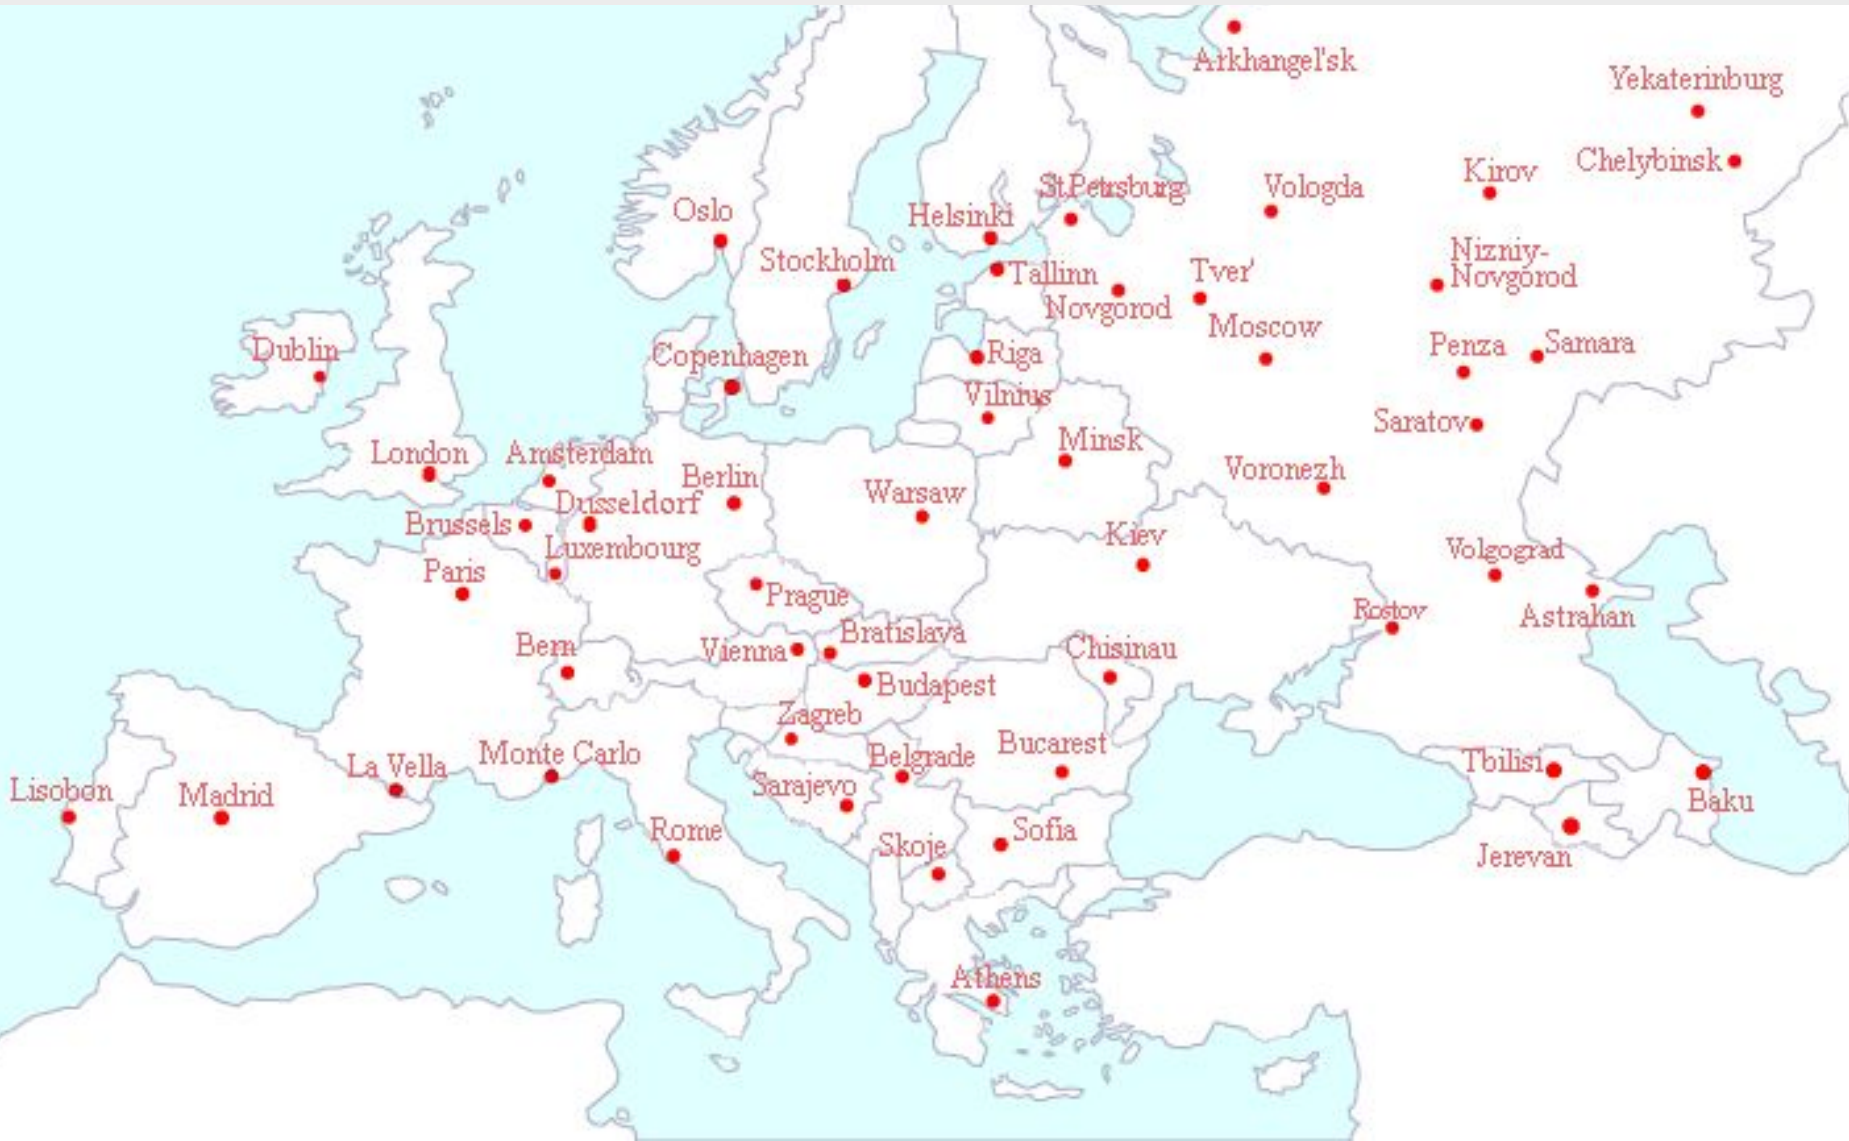 Arkhangel'sk
Yekaterinburg
Chelybinsk
Kirov
St.Petrsburg
Vologda
Oslo
Helsinki
Stockholm
Tallinn
Nizniy-
Novgorod
Tver'
Novgorod
Moscow
Dublin
Copenhagen
Riga
Penza
Samara
Vilnius
Saratov
London
Amsterdam
Berlin
Minsk
Voronezh
Warsaw
Dusseldorf
Brussels
Kiev
Luxembourg
Volgograd
Paris
Prague
Rostov
Astrahan
Bern
Vienna
Bratislava
Chisinau
Budapest
Zagreb
Monte Carlo
La Vella
Belgrade
Bucarest
Tbilisi
Lisobon
Madrid
Sarajevo
Baku
Rome
Sofia
Skoje
Jerevan
Athens